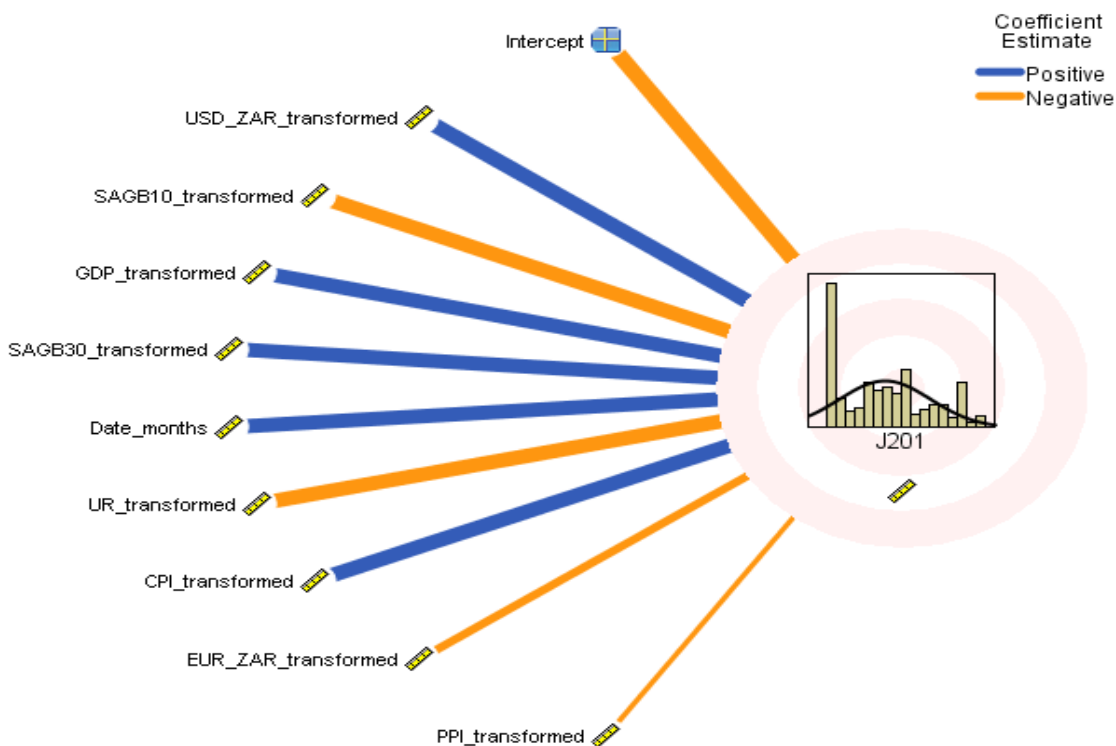 Coefficient
Estimate
Positive
Negative
Intercept
USD_ZAR_transformed
SAGB10_transformed
GDP_transformed
SAGB30_transformed
Date_months
UR_transformed
CPI_transformed
EUR_ZAR_transformed
PPI_transformed
J201